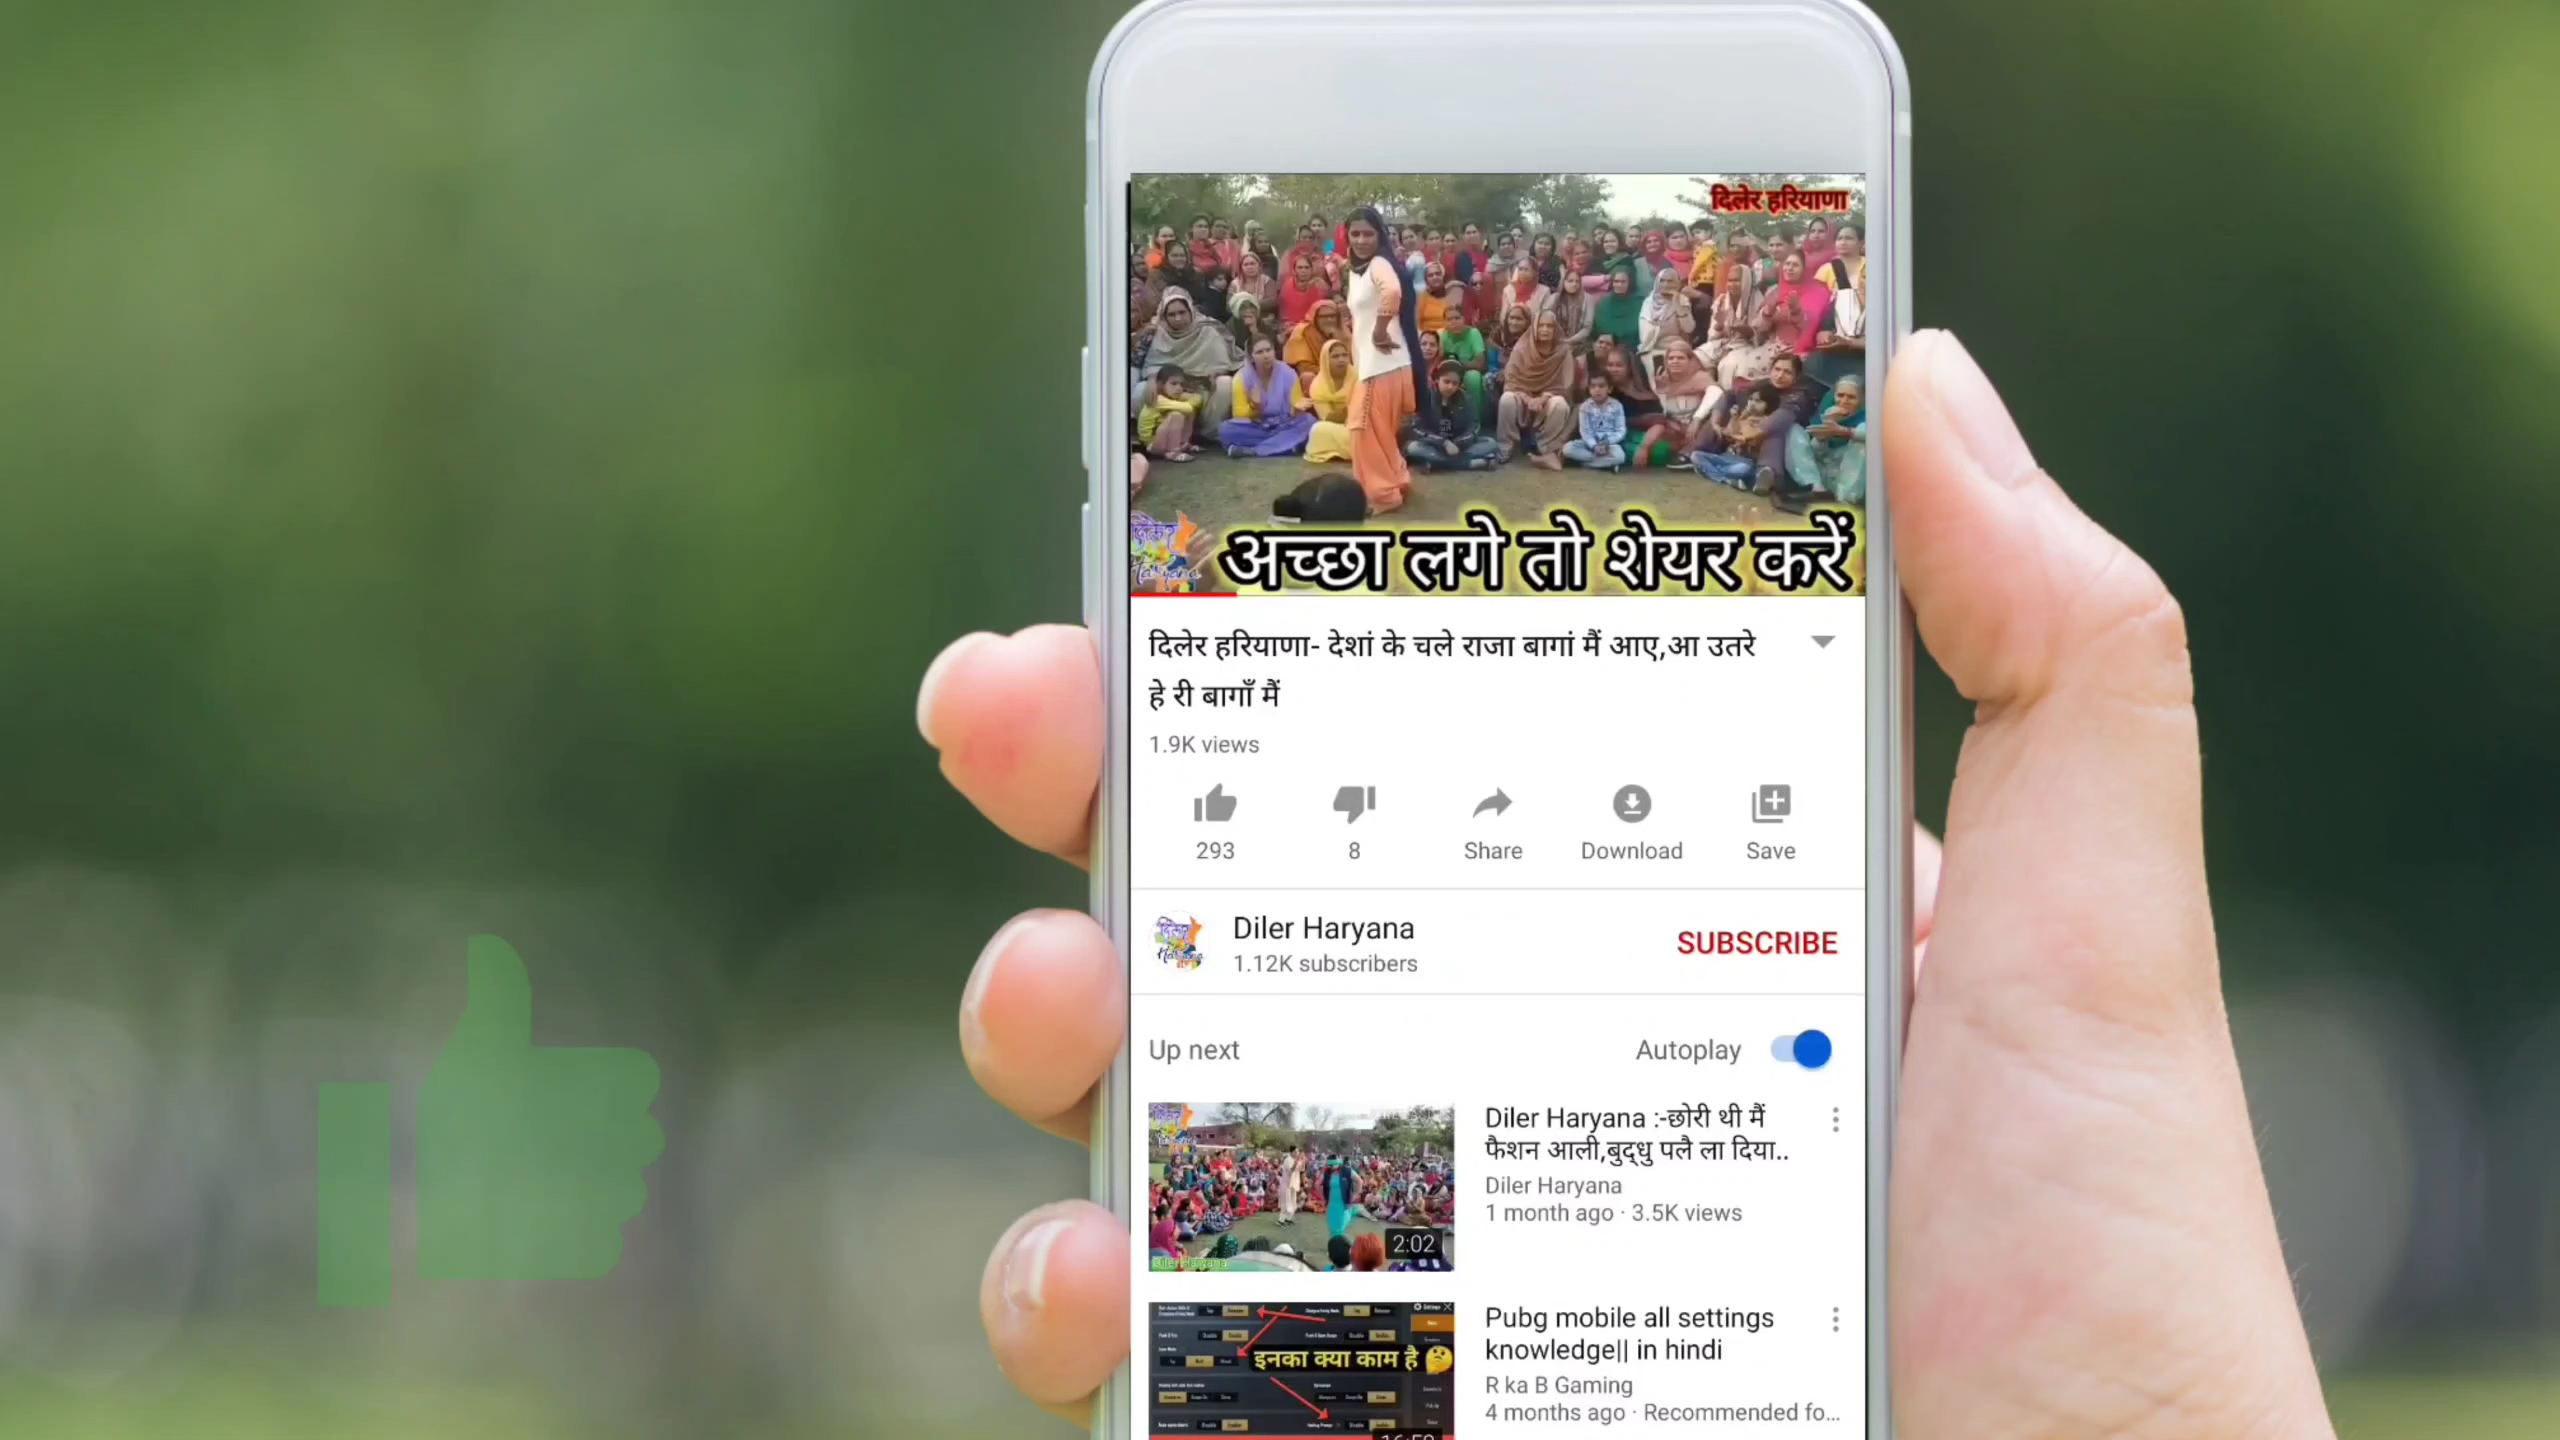 दिलेर हरियाणा
अच्छा लगे तो शेयर करें
दिलेर हरियाणा- देशां के चले राजा बागां मैं आए,आ उतरे
हे री बागाँ मैं
1.9K views
293
8
Share
Download
Save
Diler Haryana
1.12K subscribers
SUBSCRIBE
Up next
Autoplay
Diler Haryana :-छोरी थी मैं
फैशन आली,बुद्धु पलै ला दिया..
Diler Haryana
1 month ago · 3.5K views
2:02
Diler Haryana
इनका क्या काम है
Pubg mobile all settings
knowledge|| in hindi
R ka B Gaming
4 months ago · Recommended fo...